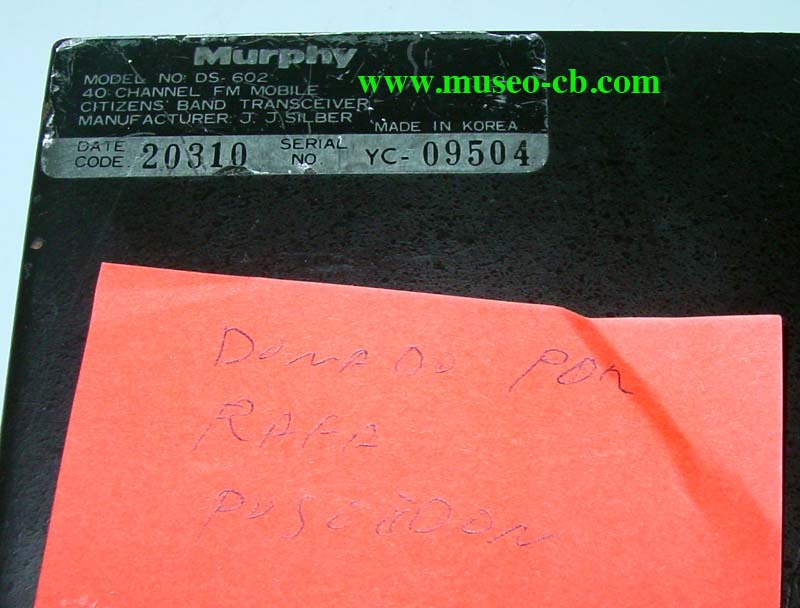 Murphy
MODEL NO: DS-602
www.museo-cb.com
40 CHANNEL FM MOBILE
CITIZENS' BAND TRANSCEIVER
MANUFACTURER: J. J. SILBER
MADE IN KOREA
DATE CODE. 20310 SERIAL NO. YC- 09504
DONADO POR
RAFA
POSEIDON